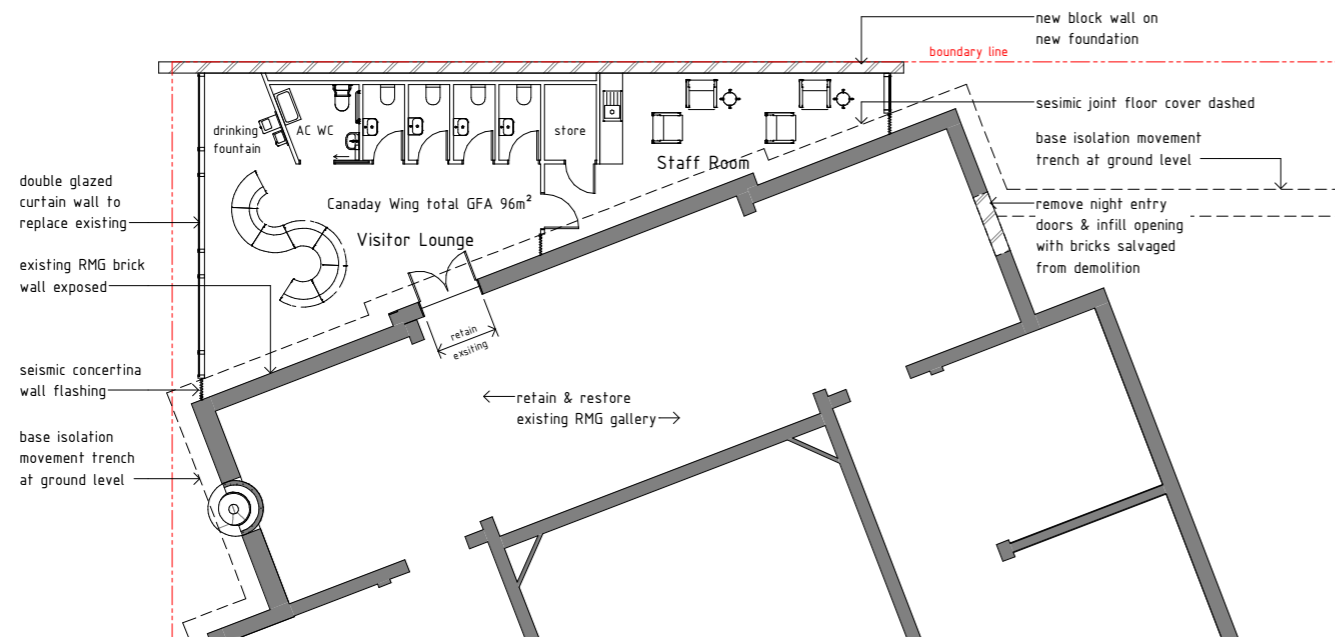 new block wall on
new foundation
boundary line
sesimic joint floor cover dashed
base isolation movement
trench at ground level
remove night entry
doors & infill opening
with bricks salvaged
from demolition
drinking
fountain
AC WC
store
Staff Room
Canaday Wing total GFA 96m²
Visitor Lounge
double glazed
curtain wall to
replace existing
existing RMG brick
wall exposed
seismic concertina
wall flashing
base isolation
movement trench
at ground level
retain
exsiting
retain & restore
existing RMG gallery